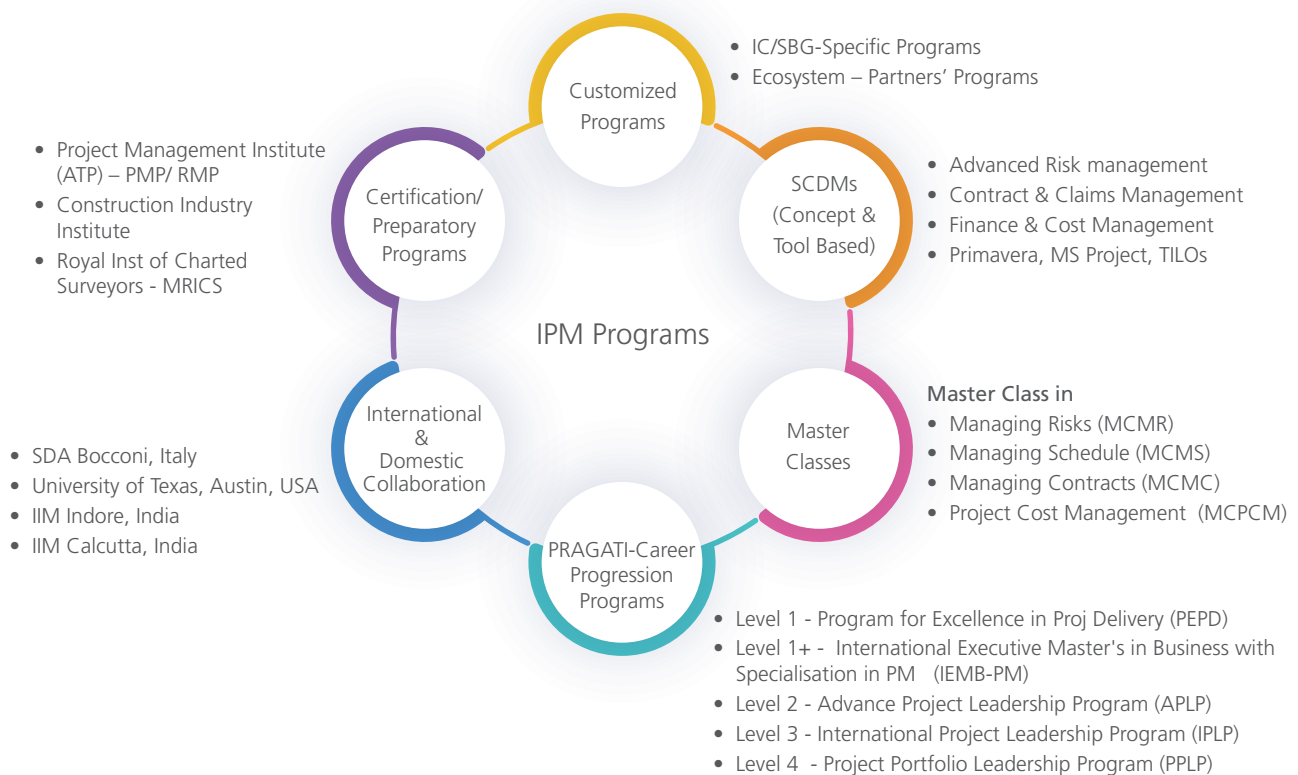 Customized
Programs
• IC/SBG-Specific Programs
• Ecosystem – Partners’ Programs
SCDMs
(Concept &
Tool Based)
• Advanced Risk management
• Contract & Claims Management
• Finance & Cost Management
• Primavera, MS Project, TILOs
Master
Classes
Master Class in
• Managing Risks (MCMR)
• Managing Schedule (MCMS)
• Managing Contracts (MCMC)
• Project Cost Management (MCPCM)
PRAGATI-Career
Progression
Programs
• Level 1 - Program for Excellence in Proj Delivery (PEPD)
• Level 1+ - International Executive Master's in Business with
Specialisation in PM (IEMB-PM)
• Level 2 - Advance Project Leadership Program (APLP)
• Level 3 - International Project Leadership Program (IPLP)
• Level 4 - Project Portfolio Leadership Program (PPLP)
International
&
Domestic
Collaboration
• SDA Bocconi, Italy
• University of Texas, Austin, USA
• IIM Indore, India
• IIM Calcutta, India
Certification/
Preparatory
Programs
• Project Management Institute
(ATP) – PMP/ RMP
• Construction Industry
Institute
• Royal Inst of Charted
Surveyors - MRICS
IPM Programs